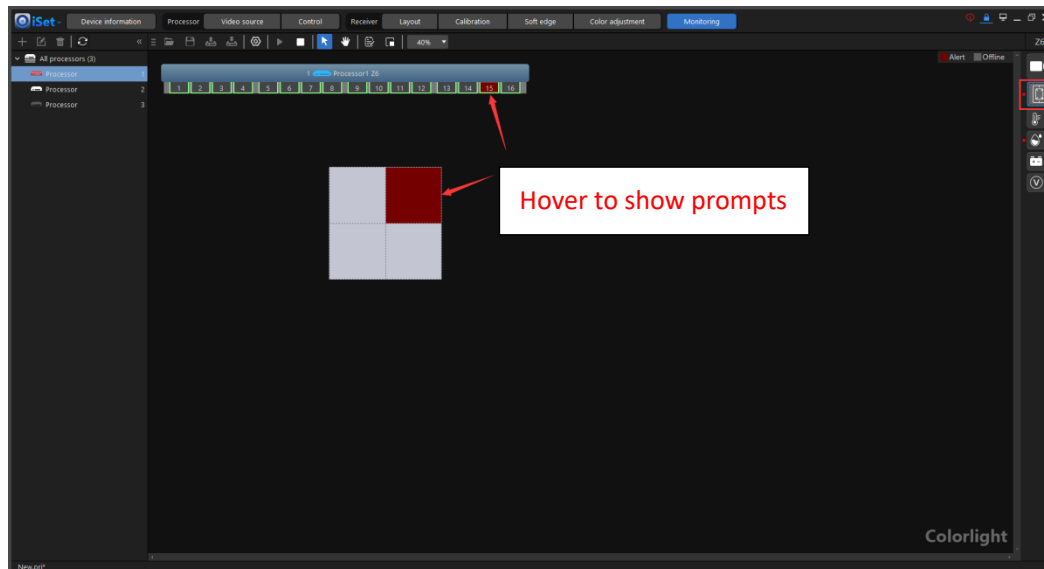 iSet Device information Processor Video source Control Receiver Layout Calibration Soft edge Color adjustment Monitoring
40% Z6
All processors (3) Alert Offline
Processor 1 1 Processor1 Z6
1 2 3 4 5 6 7 8 9 10 11 12 13 14 15 16
Processor 2
Processor 3
Hover to show prompts
Colorlight
New.prj*